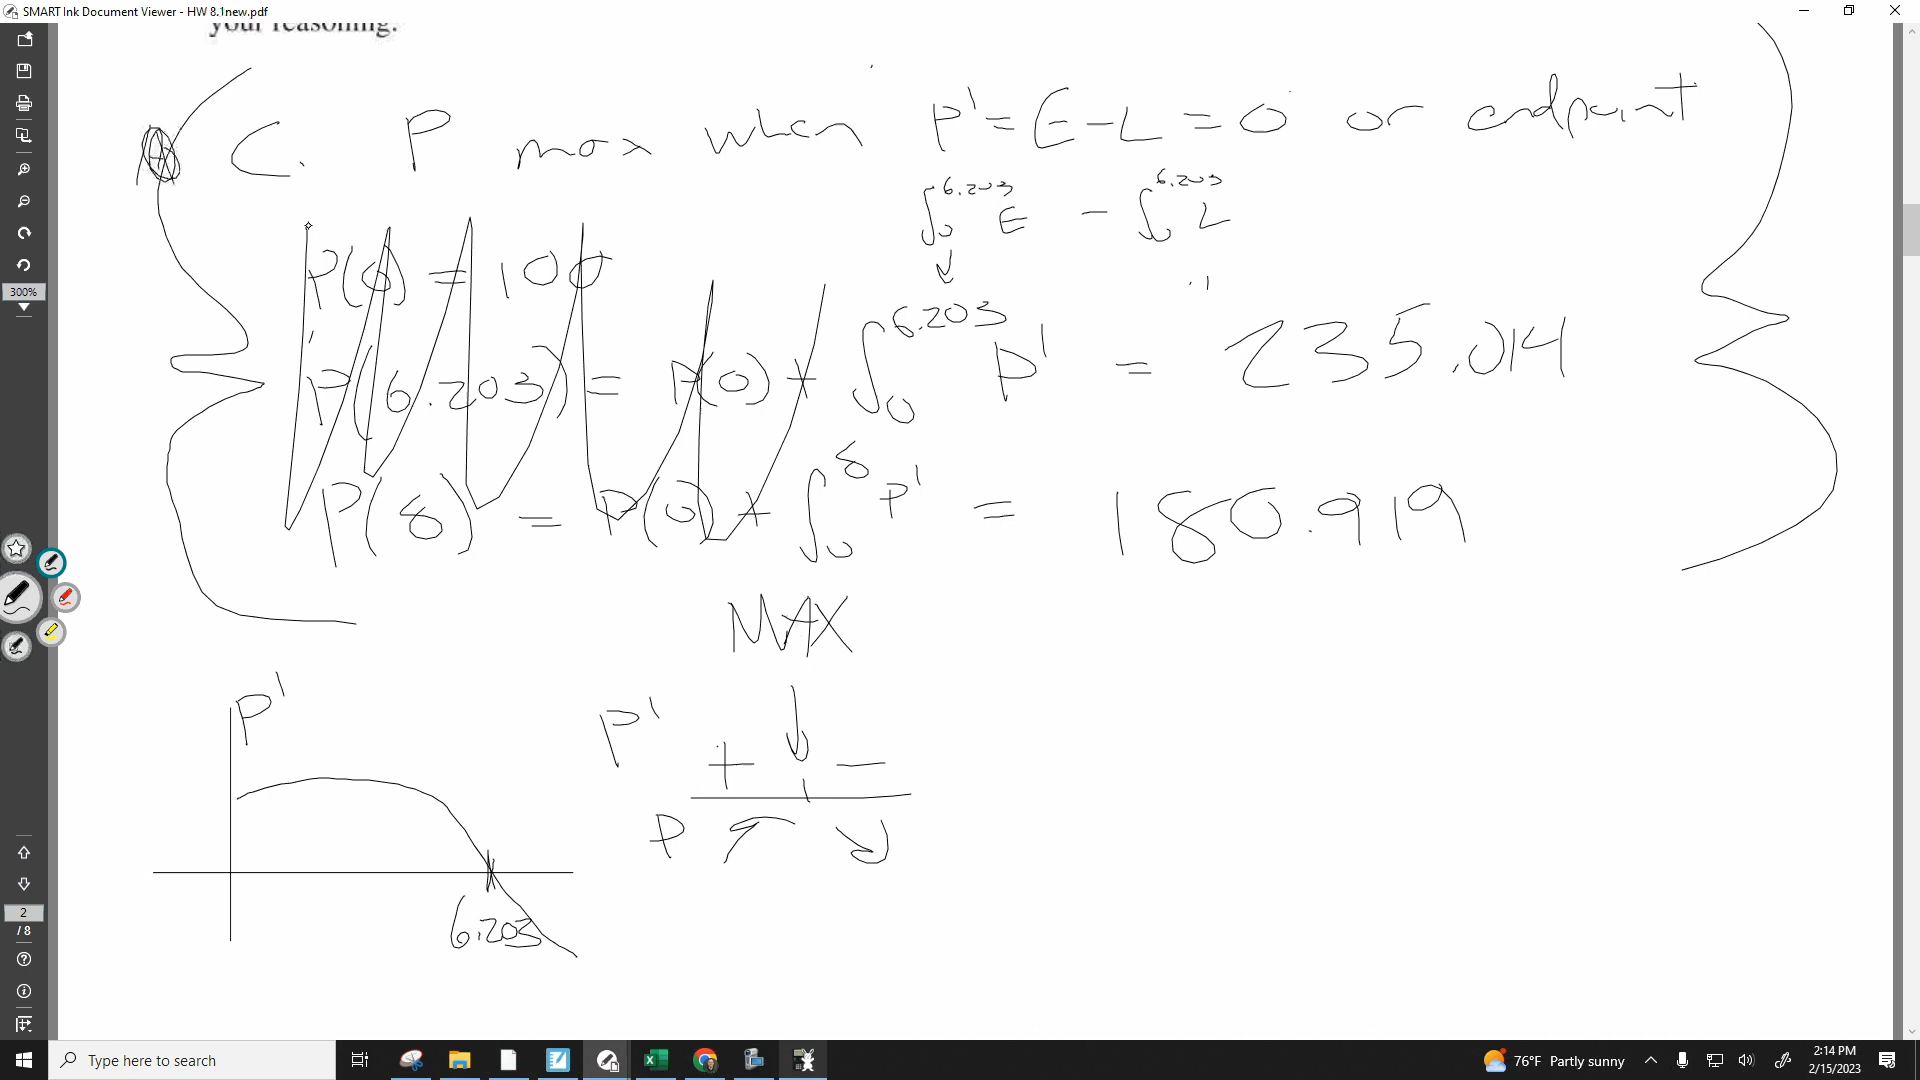 SMART Ink Document Viewer - HW 8.1new.pdf
your reasoning.
C. P max when P' = E - L = 0 or endpoint
∫₀^6.203 E - ∫₀^6.203 L
P(0) = 100
P(6.203) = P(0) + ∫₀^6.203 P' = 235.014
P(8) = P(0) + ∫₀^8 P' = 180.919
MAX
P'
P'
+ -
P
6.203
300%
2
/ 8
Type here to search
76°F Partly sunny
2:14 PM
2/15/2023